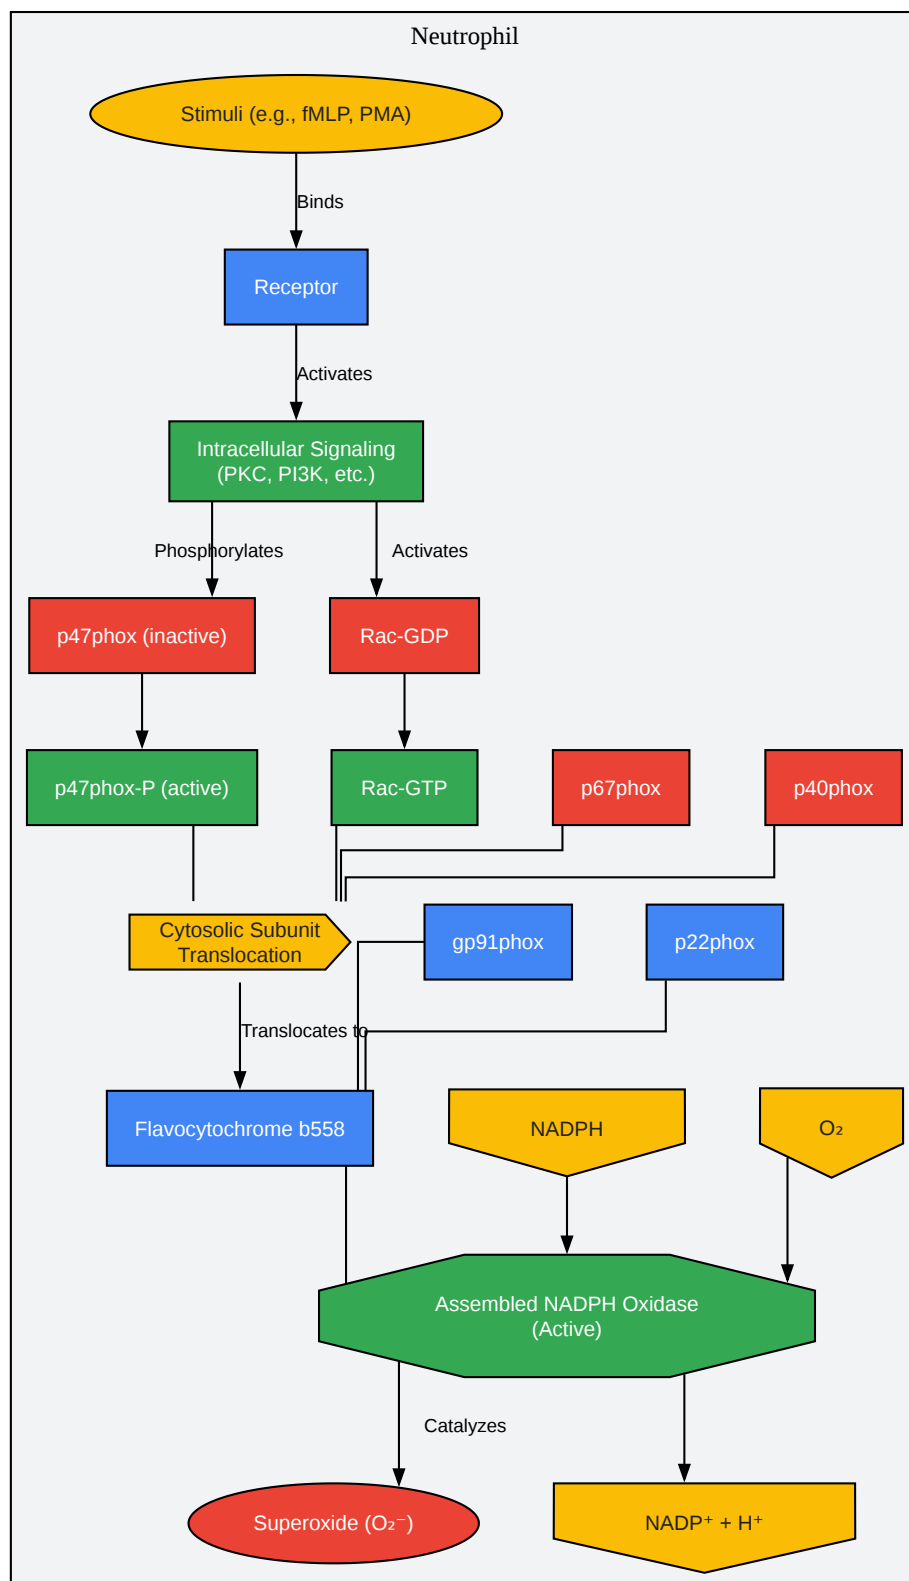 Neutrophil
Stimuli (e.g., fMLP, PMA)
Binds
Receptor
Activates
Intracellular Signaling
(PKC, PI3K, etc.)
Phosphorylates
Activates
p47phox (inactive)
Rac-GDP
p47phox-P (active)
Rac-GTP
p67phox
p40phox
Cytosolic Subunit
Translocation
gp91phox
p22phox
Translocates to
Flavocytochrome b558
NADPH
O₂
Assembled NADPH Oxidase
(Active)
Catalyzes
Superoxide (O₂⁻)
NADP⁺ + H⁺